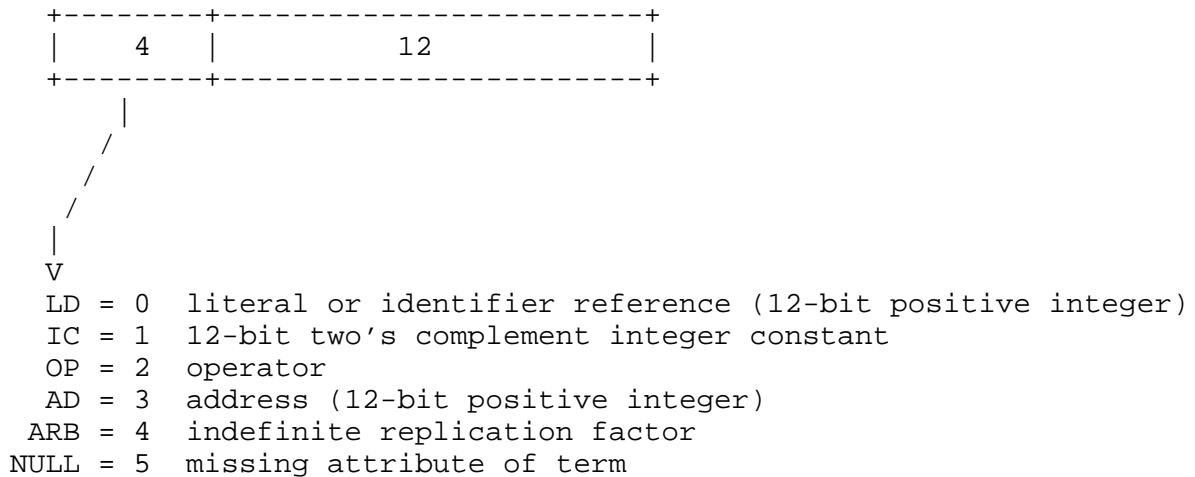 +--------+------------------------+
|    4   |          12            |
+--------+------------------------+
|
/
/
/
|
V
LD = 0  literal or identifier reference (12-bit positive integer)
IC = 1  12-bit two's complement integer constant
OP = 2  operator
AD = 3  address (12-bit positive integer)
ARB = 4  indefinite replication factor
NULL = 5  missing attribute of term